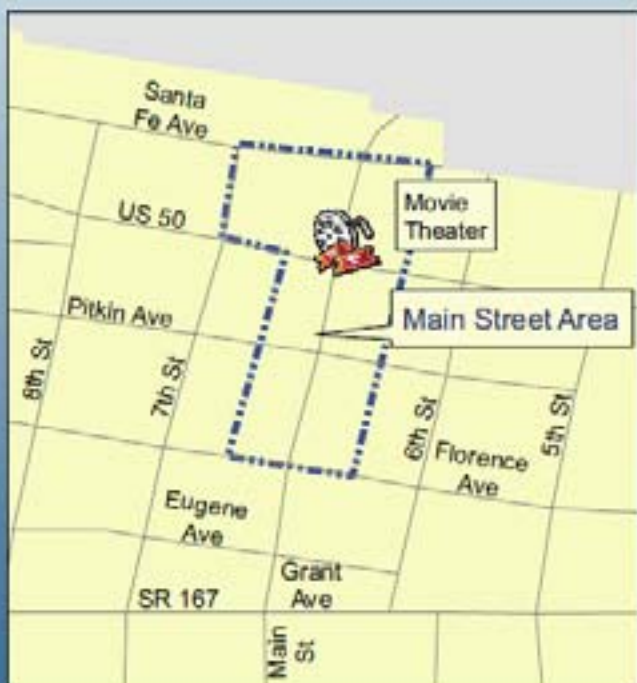 Santa
Fe Ave
US 50
Movie
Theater
Pitkin Ave
Main Street Area
8th St
7th St
6th St
5th St
Florence
Ave
Eugene
Ave
Grant
Ave
SR 167
Main
St